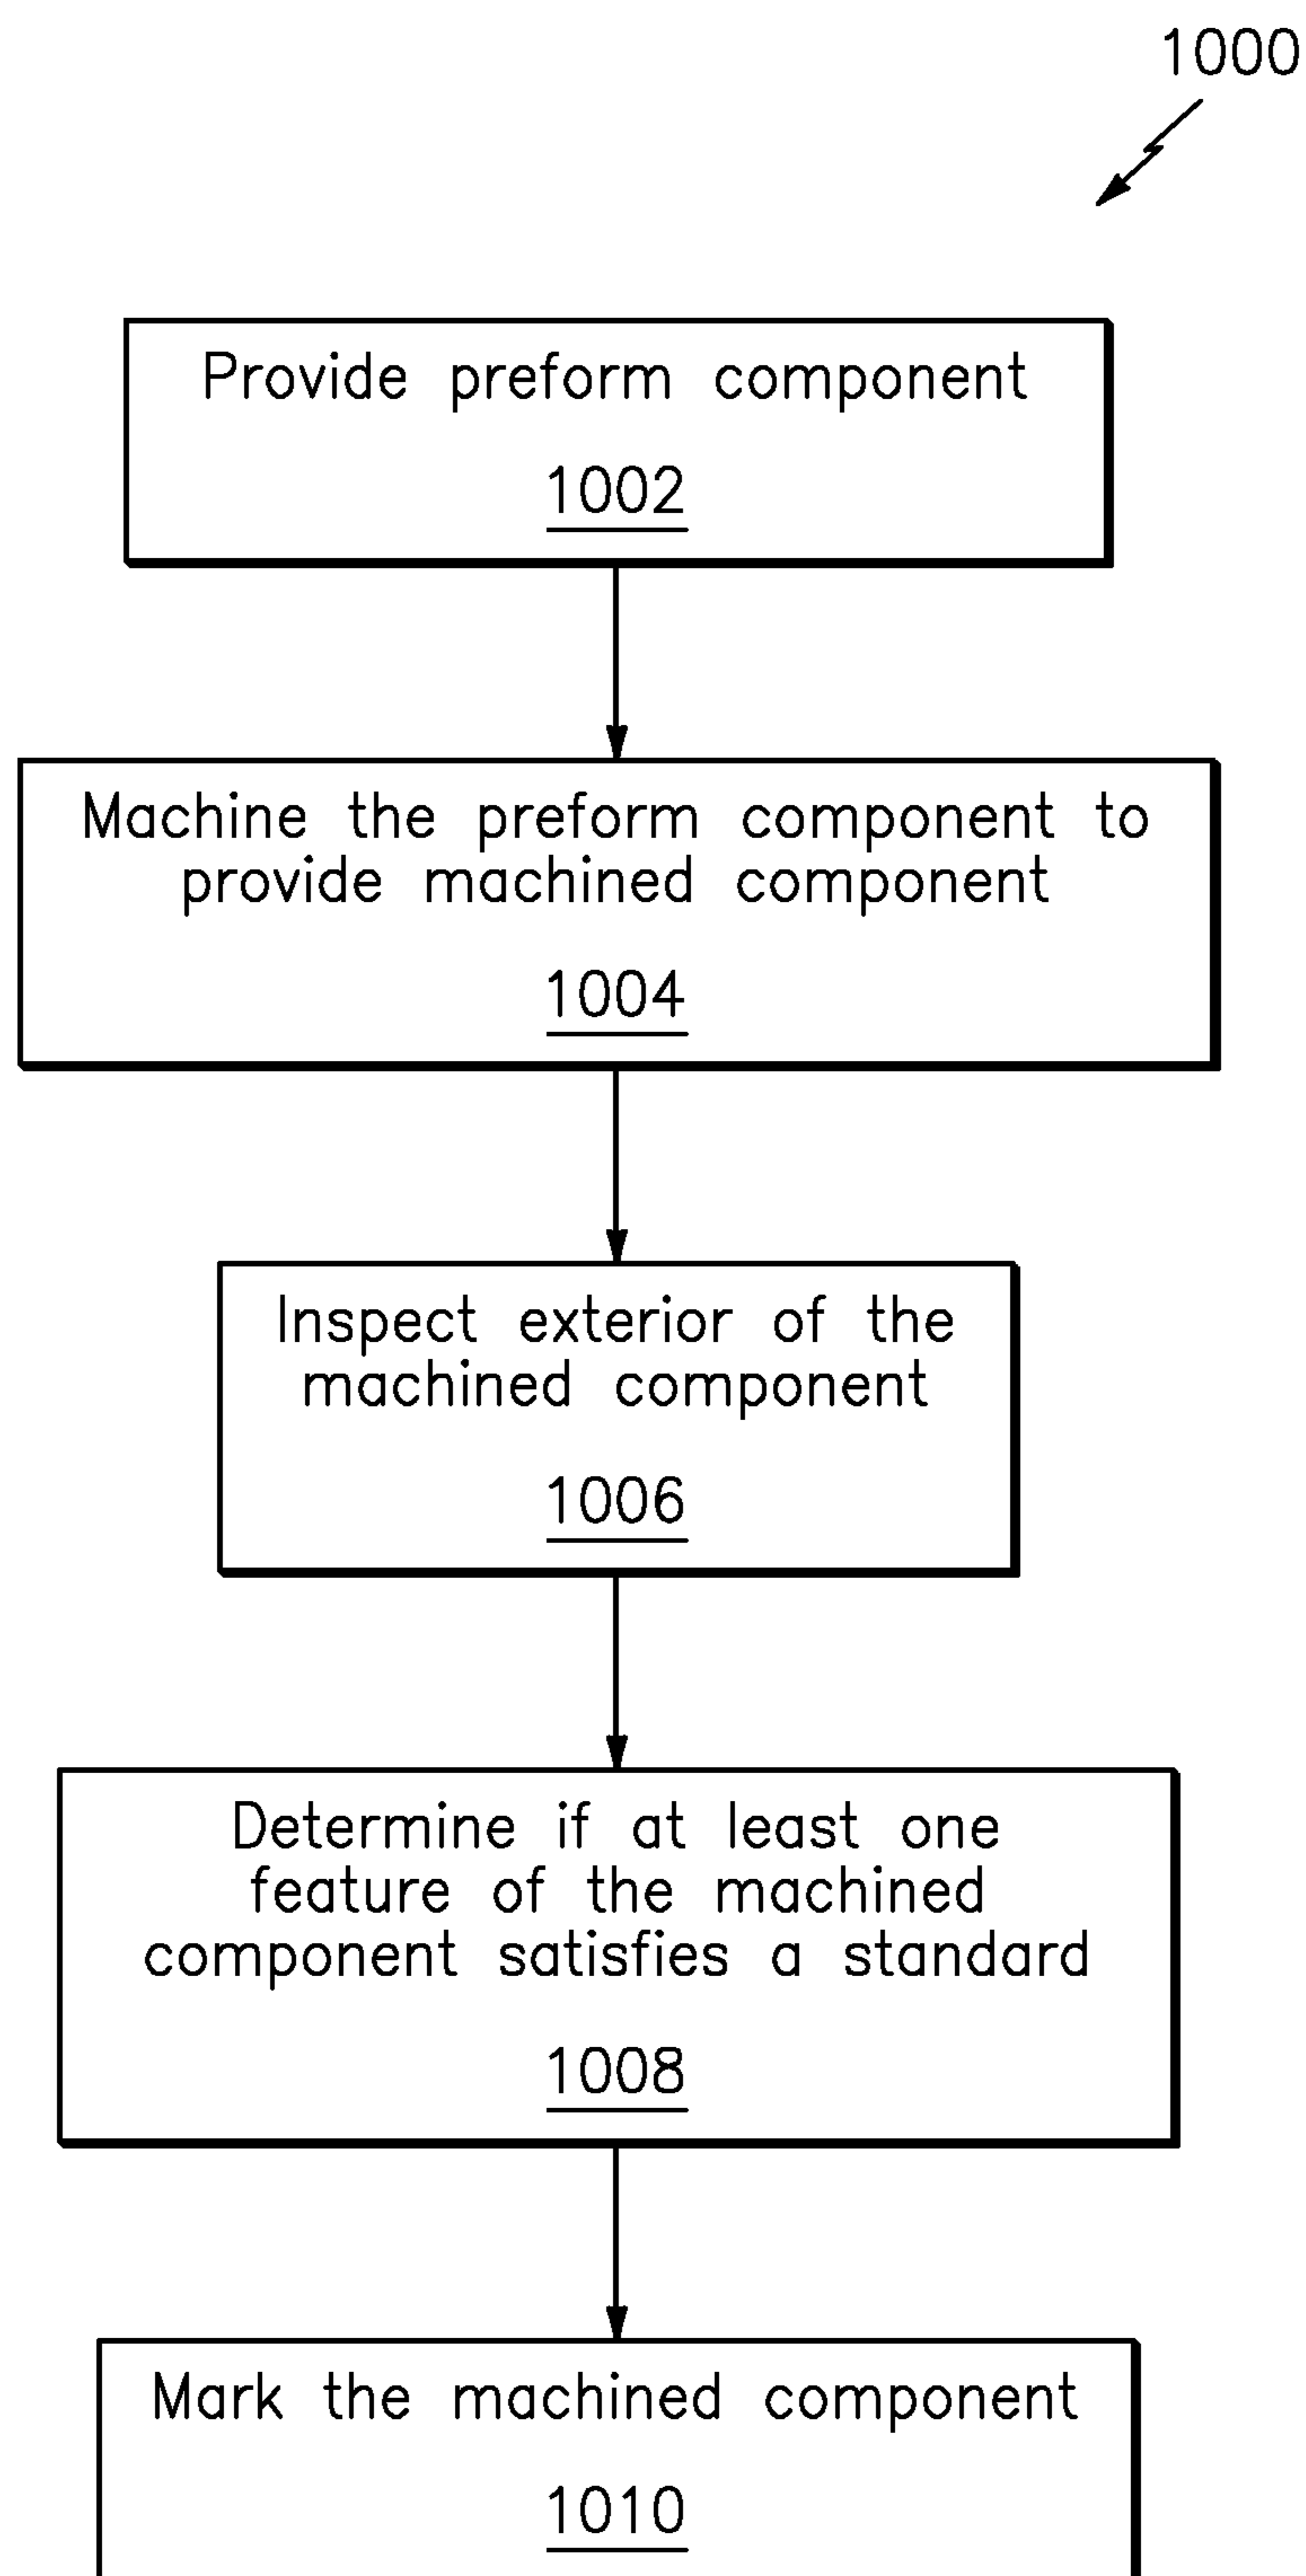 1000
Provide preform component
1002
Machine the preform component to
provide machined component
1004
Inspect exterior of the
machined component
1006
Determine if at least one
feature of the machined
component satisfies a standard
1008
Mark the machined component
1010